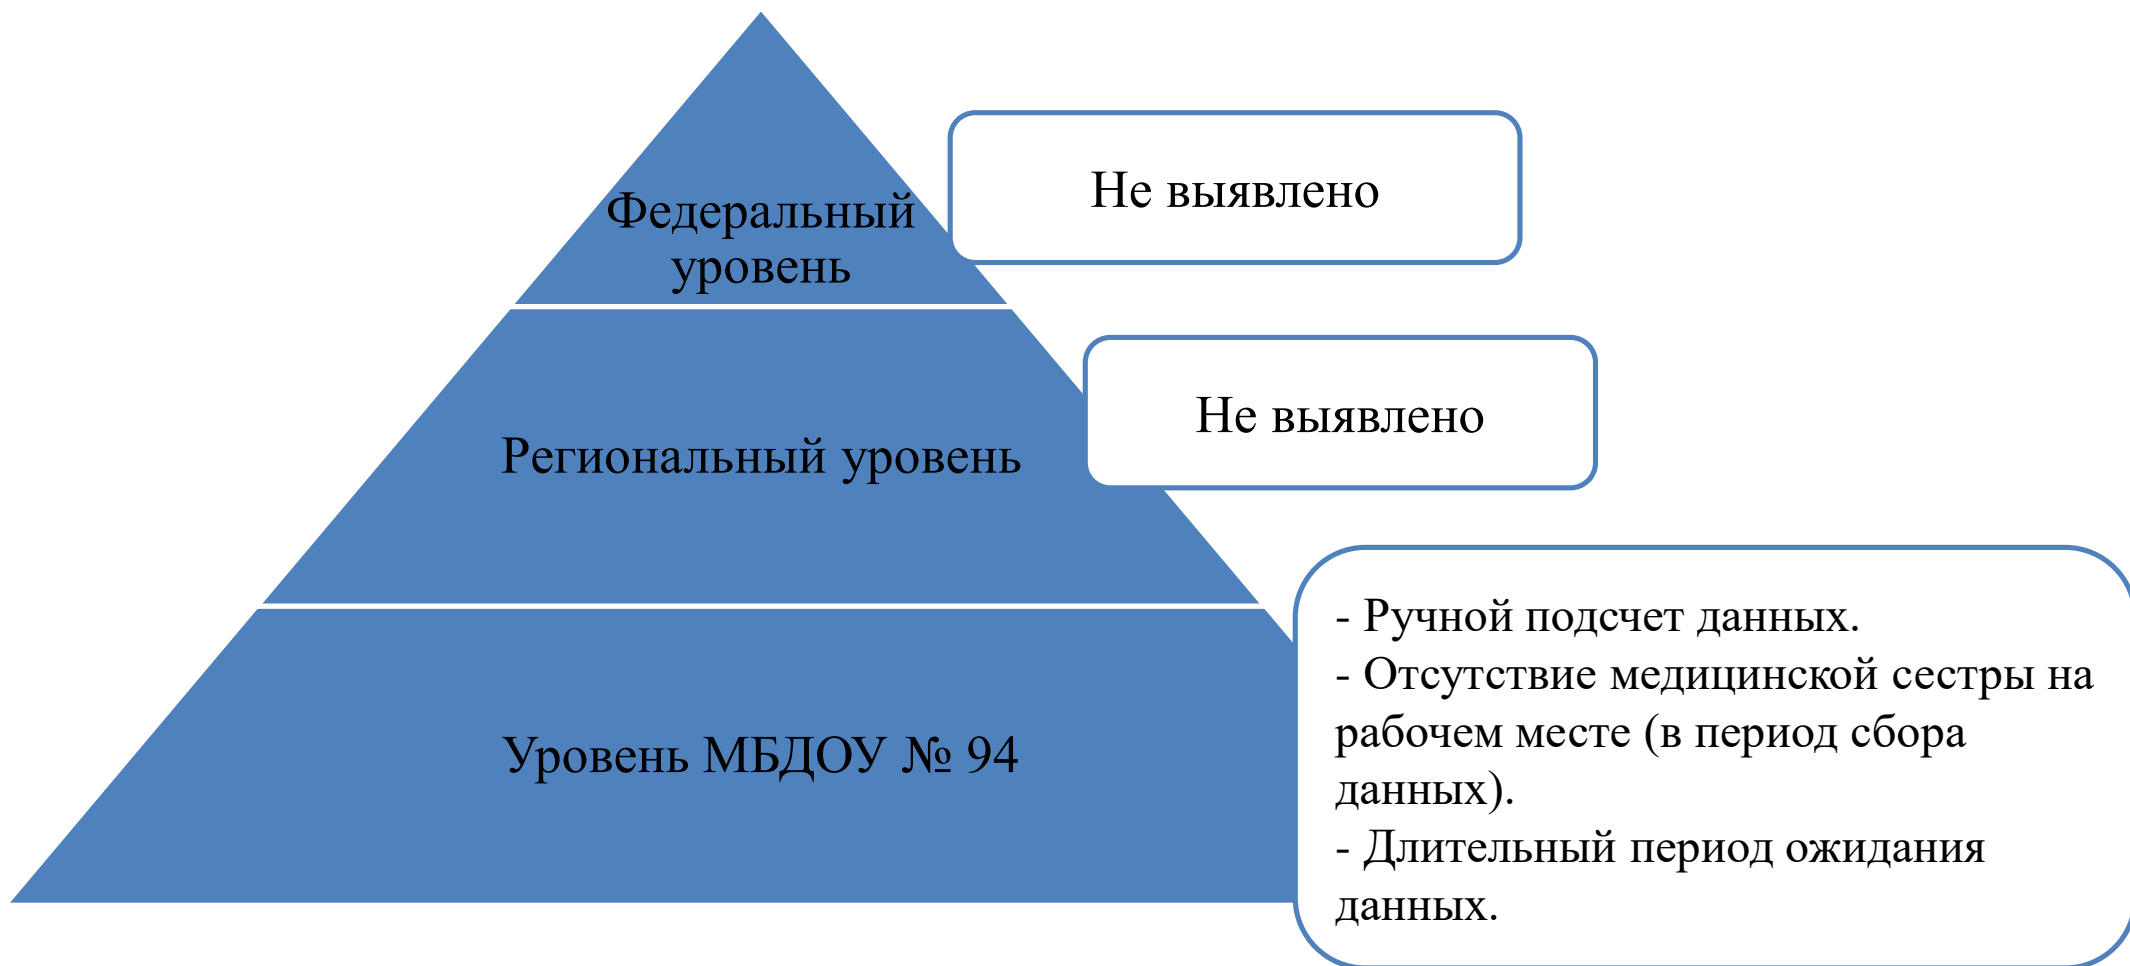 Федеральный
уровень
Не выявлено
Региональный уровень
Не выявлено
Уровень МБДОУ № 94
- Ручной подсчет данных.
- Отсутствие медицинской сестры на
рабочем месте (в период сбора
данных).
- Длительный период ожидания
данных.